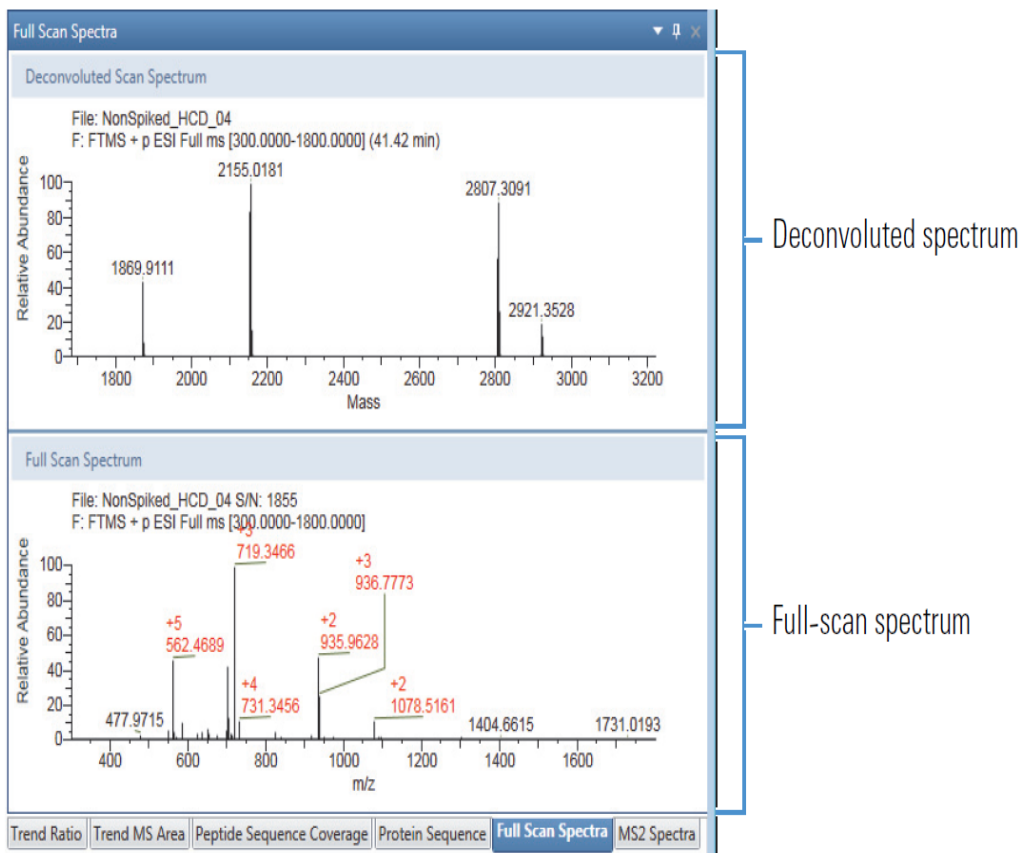 Full Scan Spectra
Deconvoluted Scan Spectrum
File: NonSpiked_HCD_04
F: FTMS + p ESI Full ms [300.0000-1800.0000] (41.42 min)
2155.0181
2807.3091
1869.9111
2921.3528
Relative Abundance
100
80
60
40
20
0
1800 2000 2200 2400 2600 2800 3000 3200
Mass
Deconvoluted spectrum
Full Scan Spectrum
File: NonSpiked_HCD_04 S/N: 1855
F: FTMS + p ESI Full ms [300.0000-1800.0000]
+3
719.3466
+3
936.7773
+5
562.4689
+2
935.9628
+4
731.3456
+2
1078.5161
477.9715
1404.6615
1731.0193
Relative Abundance
100
80
60
40
20
0
400 600 800 1000 1200 1400 1600
m/z
Full-scan spectrum
Trend Ratio Trend MS Area Peptide Sequence Coverage Protein Sequence Full Scan Spectra MS2 Spectra